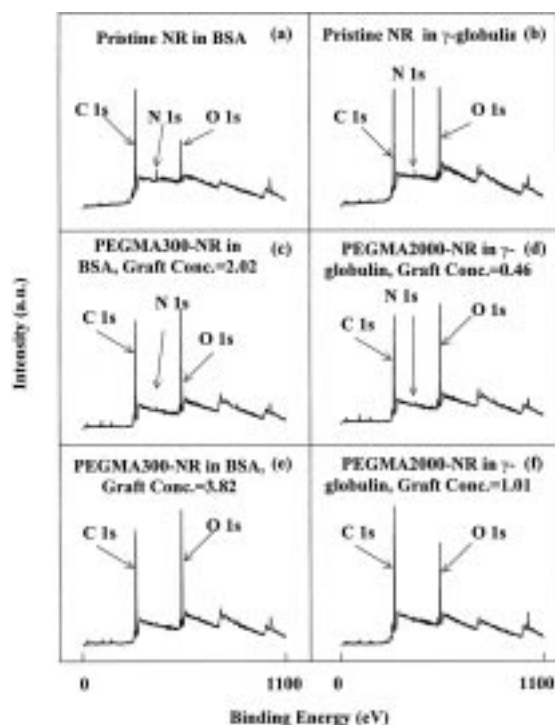 Pristine NR in BSA (a)
C 1s
N 1s
O 1s
Pristine NR in γ-globulin (b)
N 1s
C 1s
O 1s
PEGMA300-NR in (c)
BSA, Graft Conc.=2.02
N 1s
C 1s
O 1s
PEGMA2000-NR in γ- (d)
globulin, Graft Conc.=0.46
N 1s
C 1s
O 1s
PEGMA300-NR in BSA, (e)
Graft Conc.=3.82
C 1s
O 1s
PEGMA2000-NR in γ- (f)
globulin, Graft Conc.=1.01
C 1s
O 1s
Intensity (a.u.)
0 1100 0 1100
Binding Energy (eV)